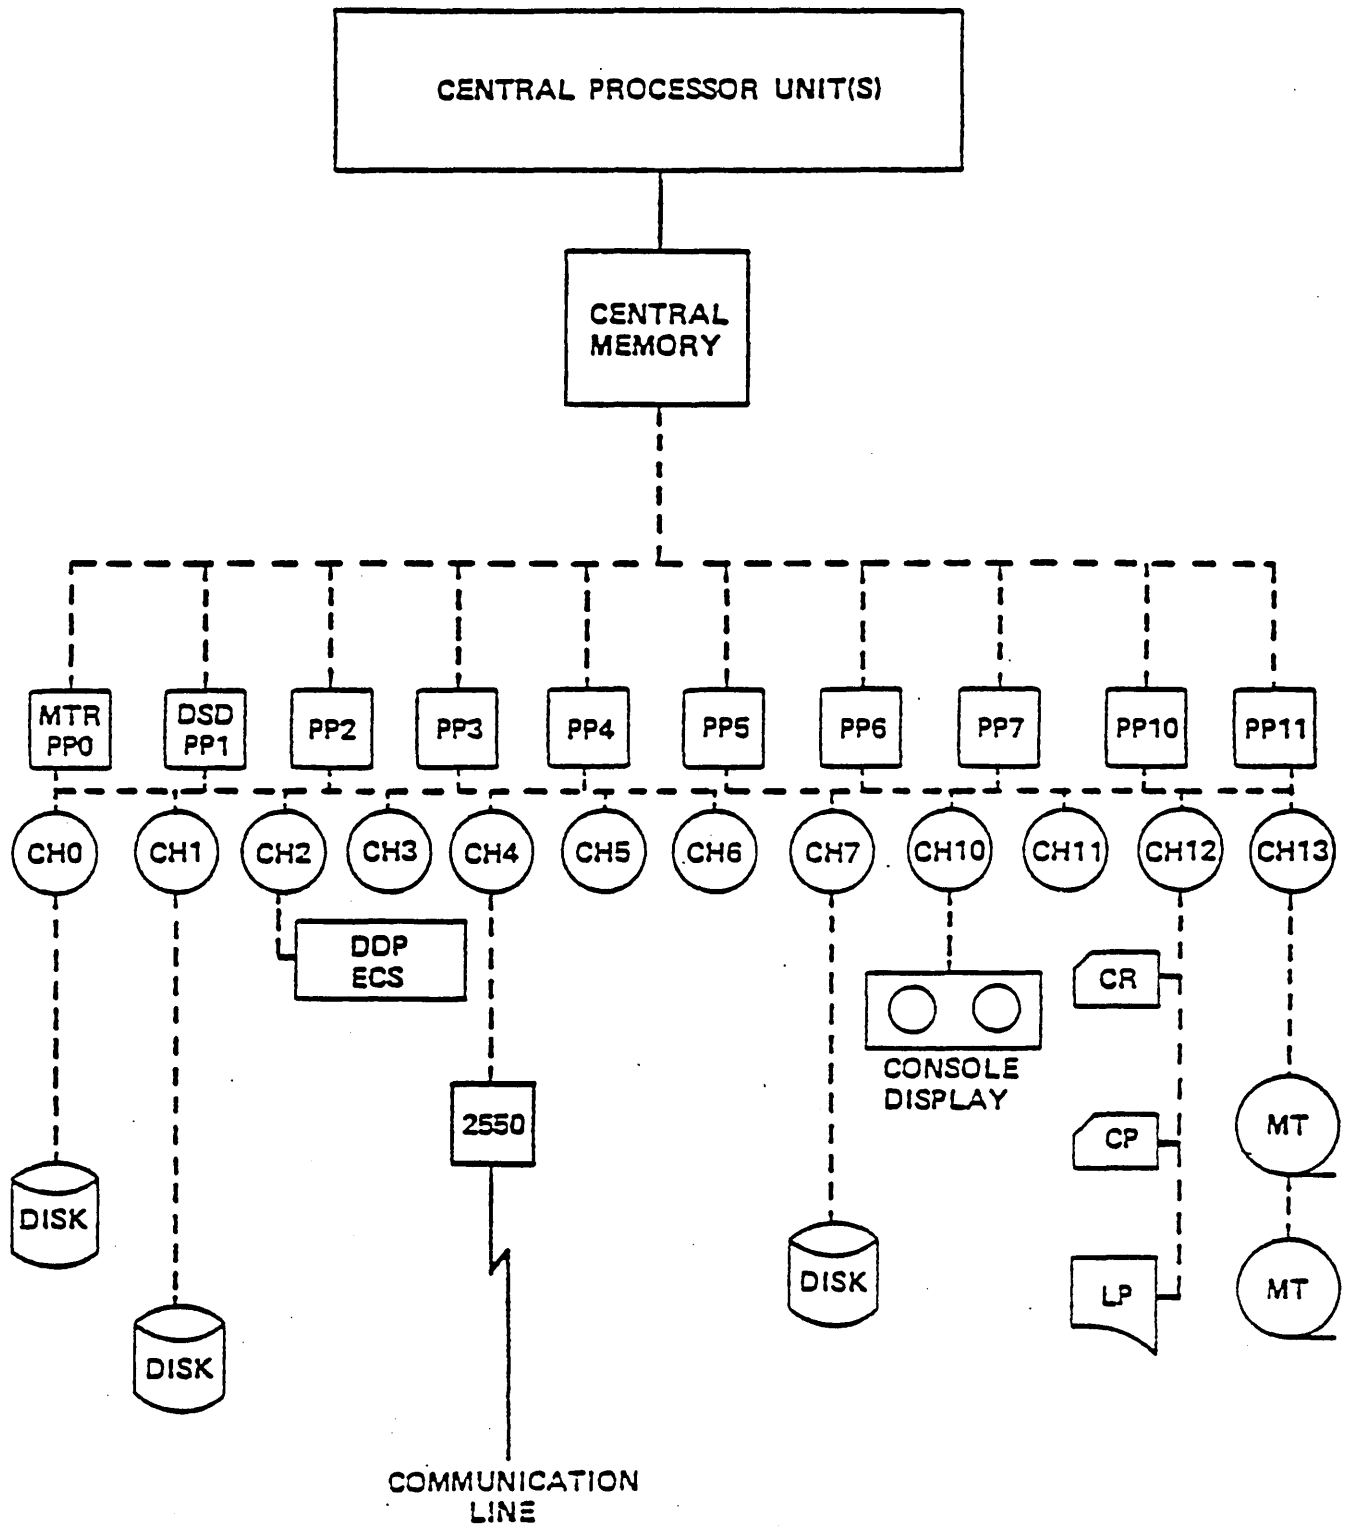 CENTRAL PROCESSOR UNIT(S)
CENTRAL
MEMORY
MTR
PP0
DSD
PP1
PP2
PP3
PP4
PP5
PP6
PP7
PP10
PP11
CH0
CH1
CH2
CH3
CH4
CH5
CH6
CH7
CH10
CH11
CH12
CH13
DDP
ECS
CR
CONSOLE
DISPLAY
2550
CP
MT
DISK
DISK
LP
MT
DISK
COMMUNICATION
LINE